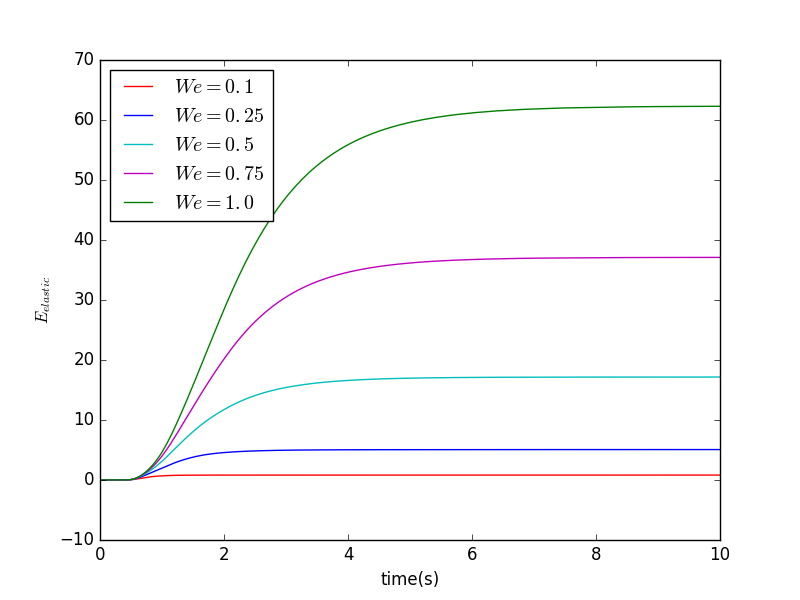 70
60
50
40
30
20
10
0
−10
0 2 4 6 8 10
time(s)
E_elastic
We = 0.1
We = 0.25
We = 0.5
We = 0.75
We = 1.0